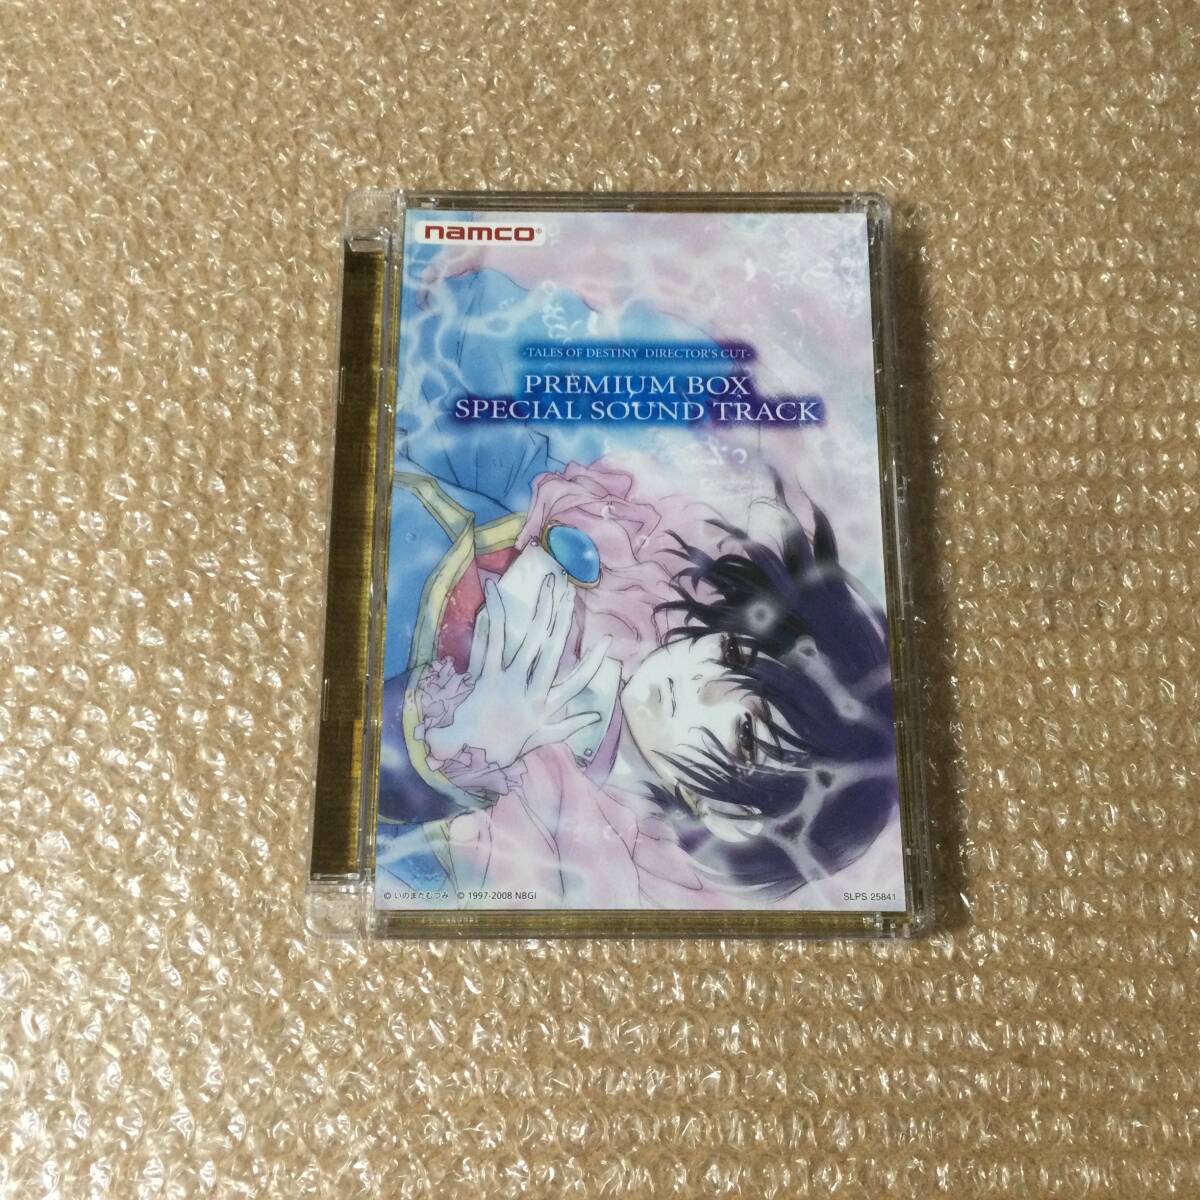 namco®
-TALES OF DESTINY DIRECTOR'S CUT-
PREMIUM BOX
SPECIAL SOUND TRACK
© いのまたむつみ © 1997-2008 NBGI
SLPS 25841